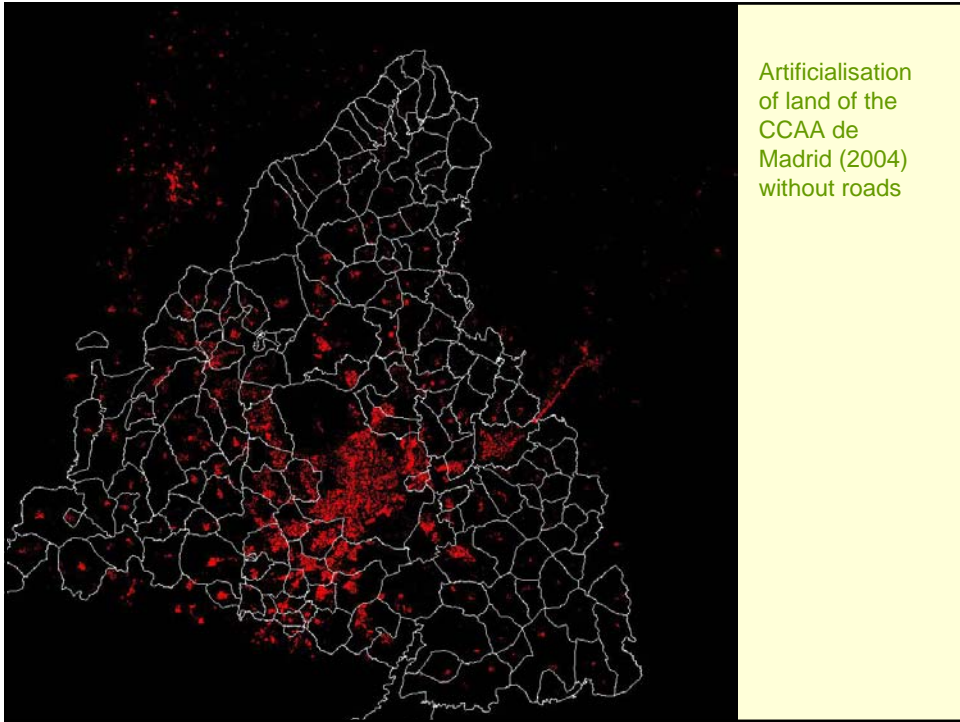 Artificialisation
of land of the
CCAA de
Madrid (2004)
without roads